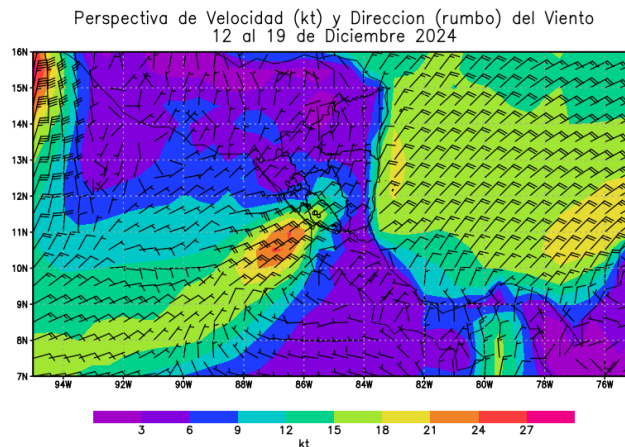 Perspectiva de Velocidad (kt) y Direccion (rumbo) del Viento
12 al 19 de Diciembre 2024
16N
15N
14N
13N
12N
11N
10N
9N
8N
7N
94W 92W 90W 88W 86W 84W 82W 80W 78W 76W
3 6 9 12 15 18 21 24 27
kt